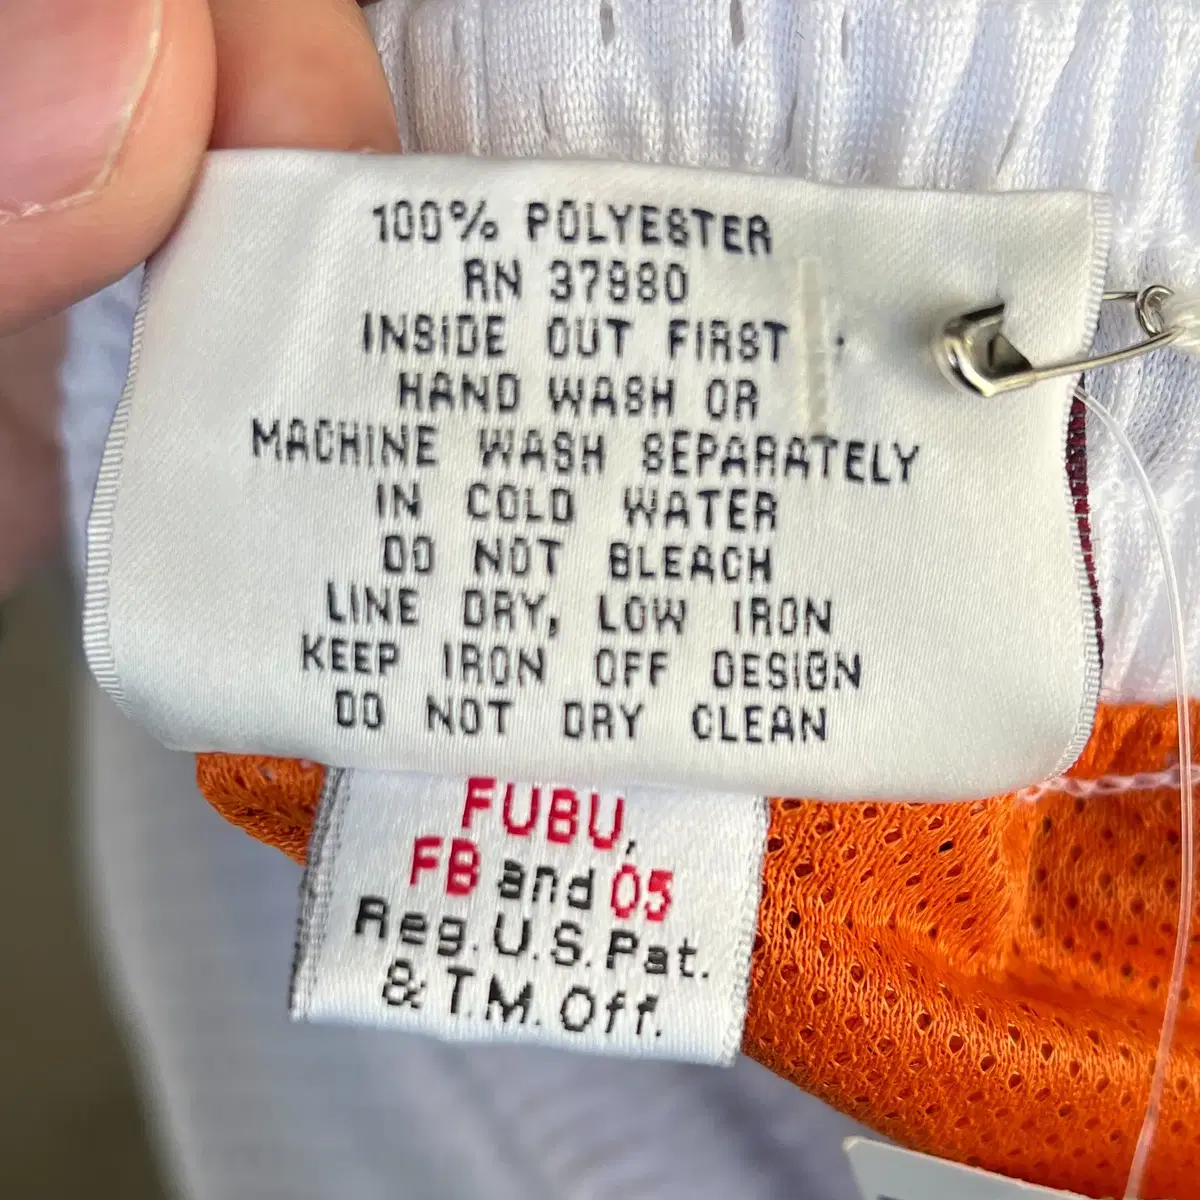 100% POLYESTER
RN 37980
INSIDE OUT FIRST
HAND WASH OR
MACHINE WASH SEPARATELY
IN COLD WATER
DO NOT BLEACH
LINE DRY, LOW IRON
KEEP IRON OFF DESIGN
DO NOT DRY CLEAN
FUBU,
FB and 05
Reg. U.S. Pat.
& T.M. Off.